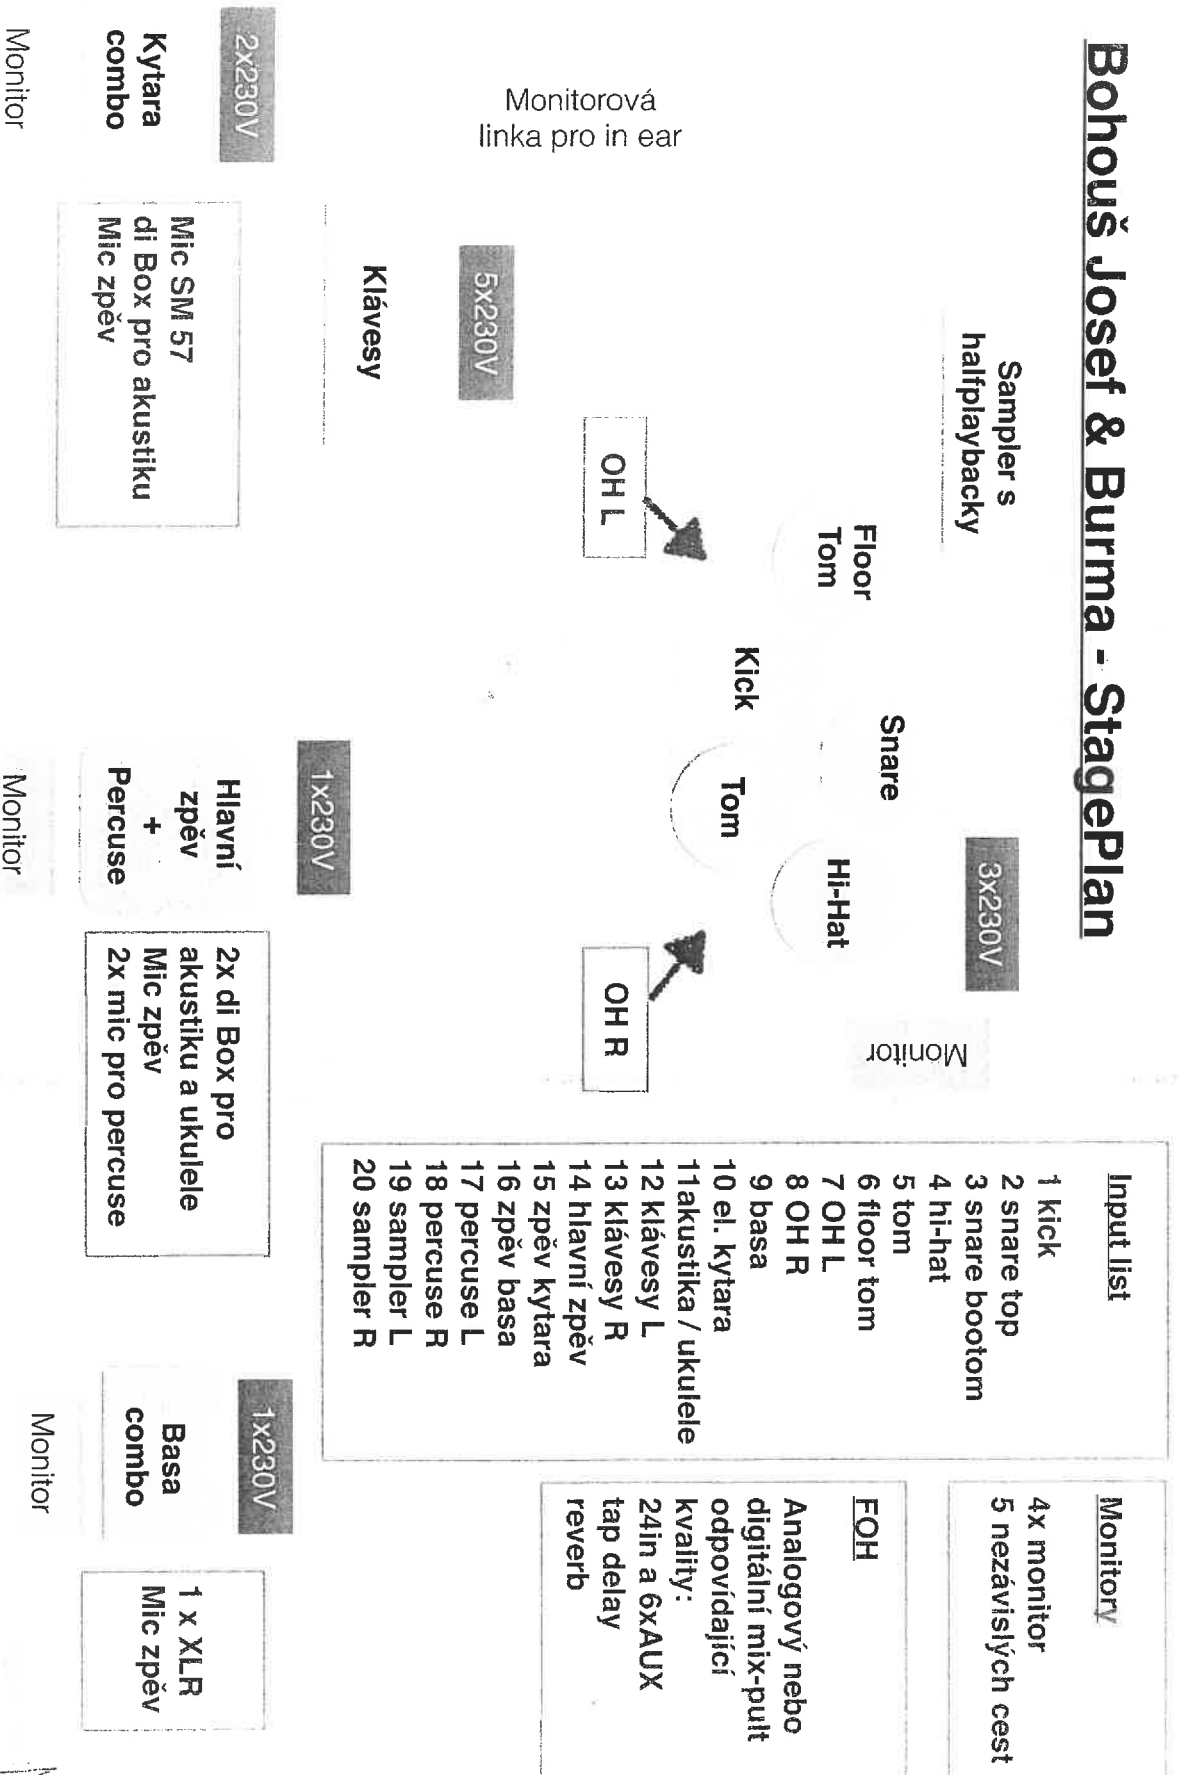 Bohouš Josef & Burma - StagePlan
Sampler s
halfplaybacky
3x230V
Monitor
Snare
Floor
Tom
Hi-Hat
Kick
Tom
OH L
OH R
Monitorová
linka pro in ear
5x230V
Klávesy
2x230V
Kytara
combo
Monitor
Mic SM 57
di Box pro akustiku
Mic zpěv
1x230V
Hlavní
zpěv
+
Percuse
Monitor
2x di Box pro
akustiku a ukulele
Mic zpěv
2x mic pro percuse
1x230V
Basa
combo
Monitor
1 x XLR
Mic zpěv
Input list
1 kick
2 snare top
3 snare bootom
4 hi-hat
5 tom
6 floor tom
7 OH L
8 OH R
9 basa
10 el. kytara
11akustika / ukulele
12 klávesy L
13 klávesy R
14 hlavní zpěv
15 zpěv kytara
16 zpěv basa
17 percuse L
18 percuse R
19 sampler L
20 sampler R
Monitory
4x monitor
5 nezávislých cest
FOH
Analogový nebo
digitální mix-pult
odpovídající
kvality:
24in a 6xAUX
tap delay
reverb